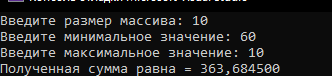 Введите размер массива: 10
Введите минимальное значение: 60
Введите максимальное значение: 10
Полученная сумма равна = 363,684500